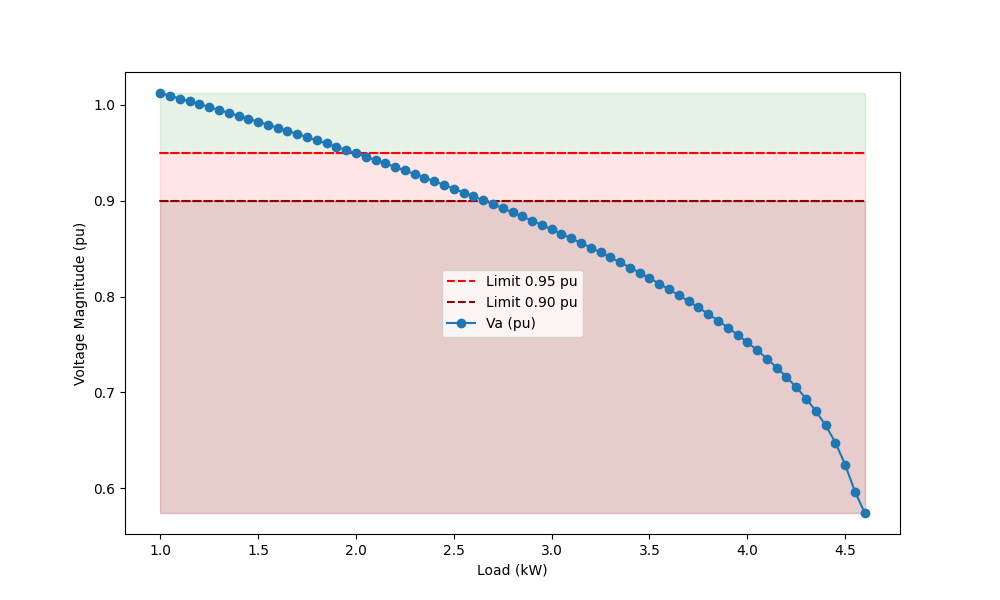 1.0
0.9
0.8
0.7
0.6
Voltage Magnitude (pu)
Limit 0.95 pu
Limit 0.90 pu
Va (pu)
1.0 1.5 2.0 2.5 3.0 3.5 4.0 4.5
Load (kW)